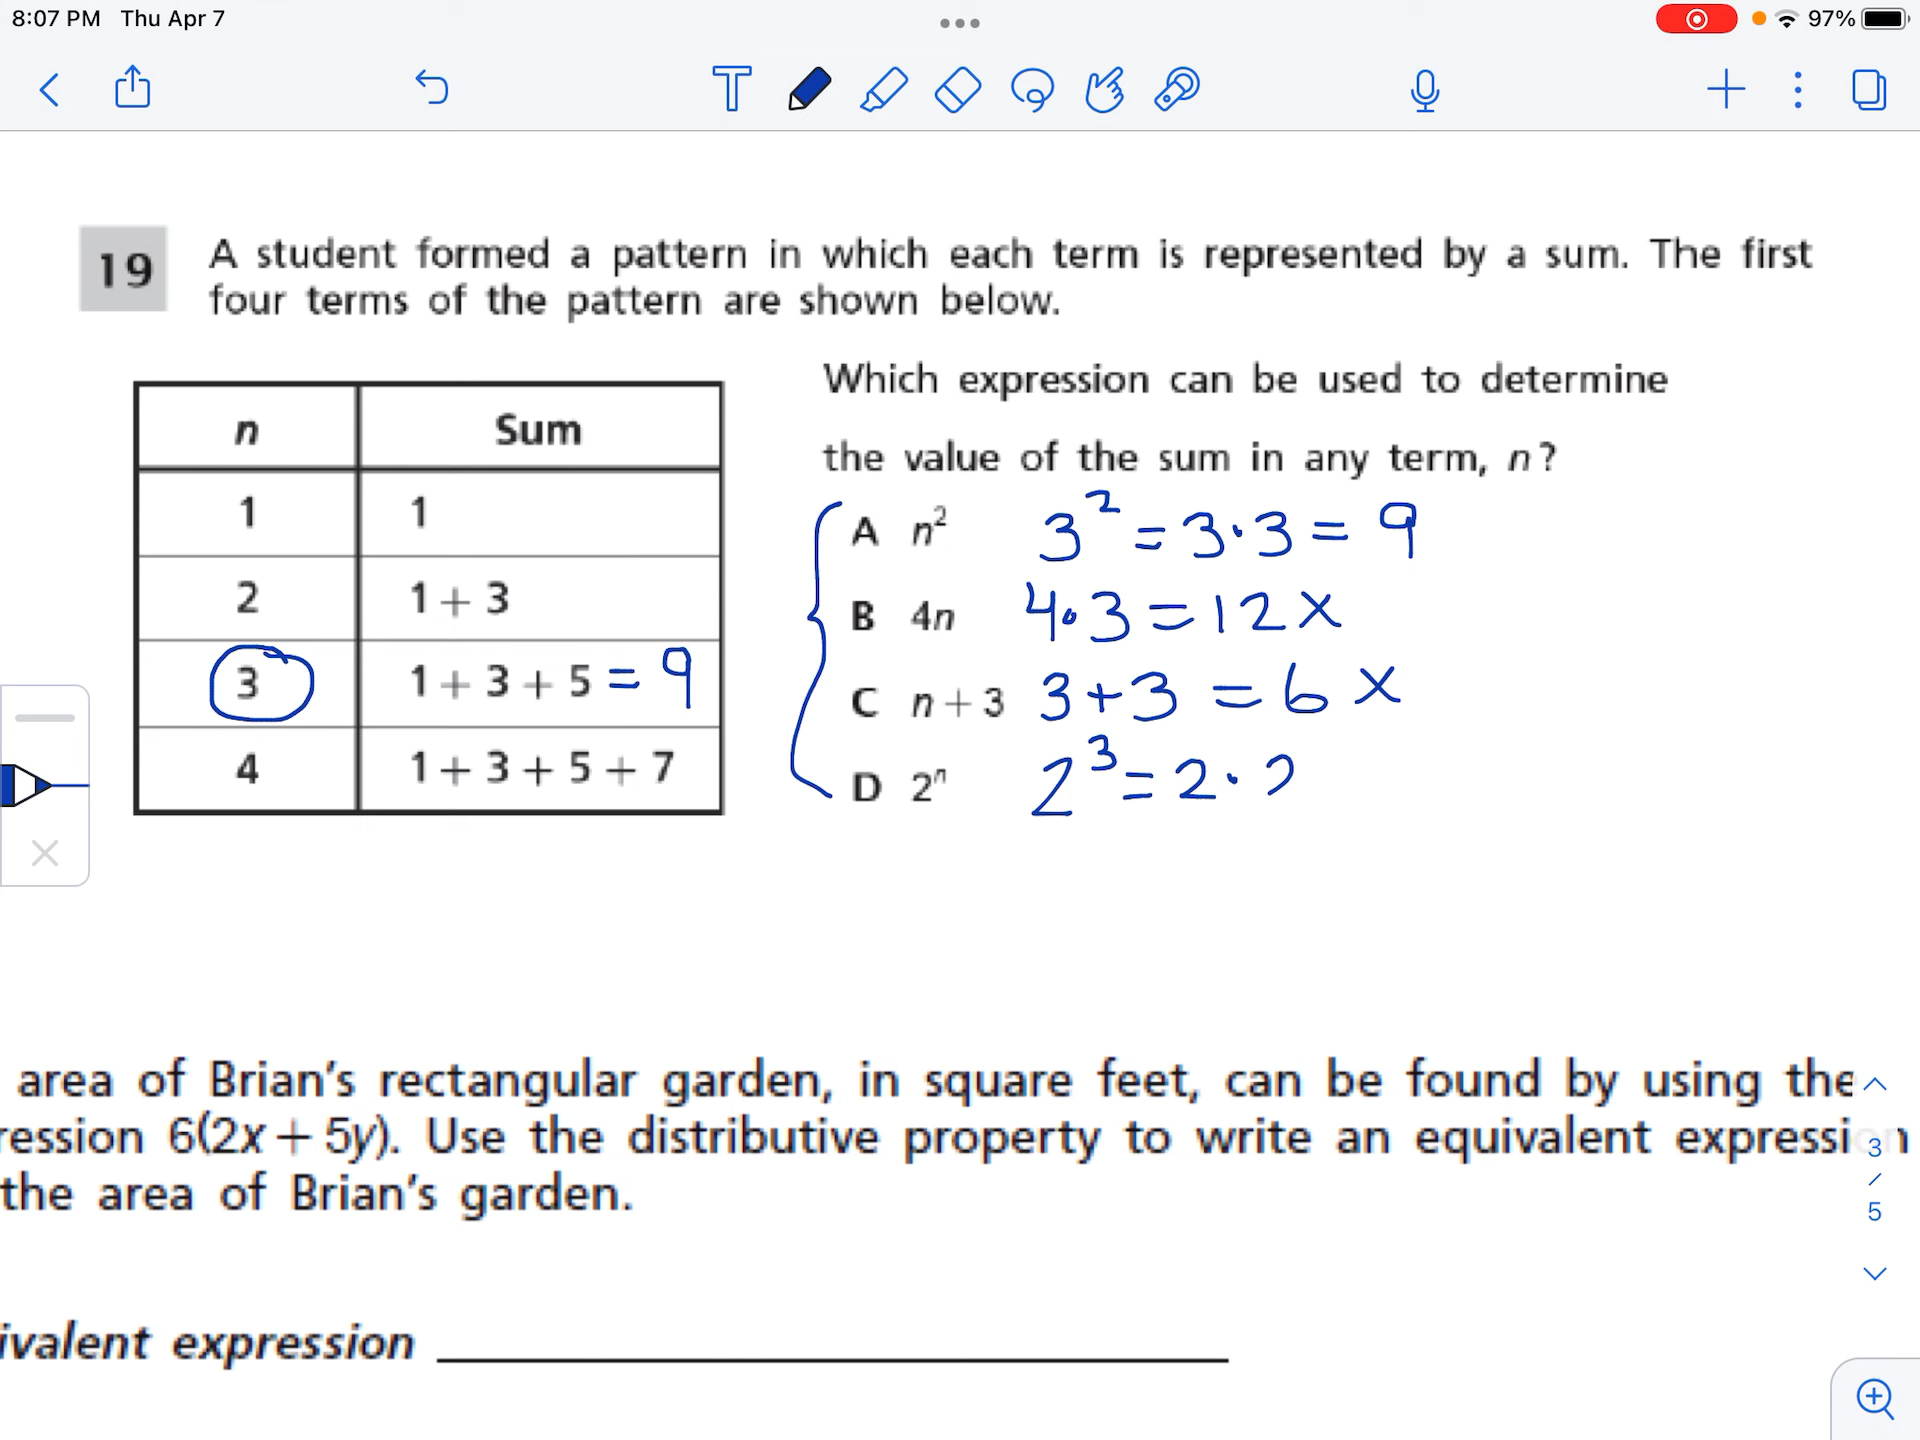 8:07 PM Thu Apr 7
97%
19 A student formed a pattern in which each term is represented by a sum. The first
four terms of the pattern are shown below.
n Sum
1 1
2 1 + 3
3 1 + 3 + 5 = 9
4 1 + 3 + 5 + 7
Which expression can be used to determine
the value of the sum in any term, n?
A n² 3² = 3·3 = 9
B 4n 4·3 = 12 x
C n + 3 3+3 = 6 x
D 2ⁿ 2³ = 2·2
area of Brian's rectangular garden, in square feet, can be found by using the
ression 6(2x + 5y). Use the distributive property to write an equivalent expression
the area of Brian's garden.
3
/
5
ivalent expression